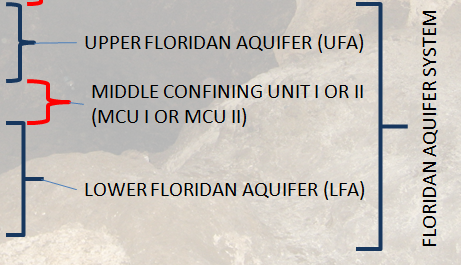 UPPER FLORIDAN AQUIFER (UFA)
MIDDLE CONFINING UNIT I OR II
(MCU I OR MCU II)
LOWER FLORIDAN AQUIFER (LFA)
FLORIDAN AQUIFER SYSTEM